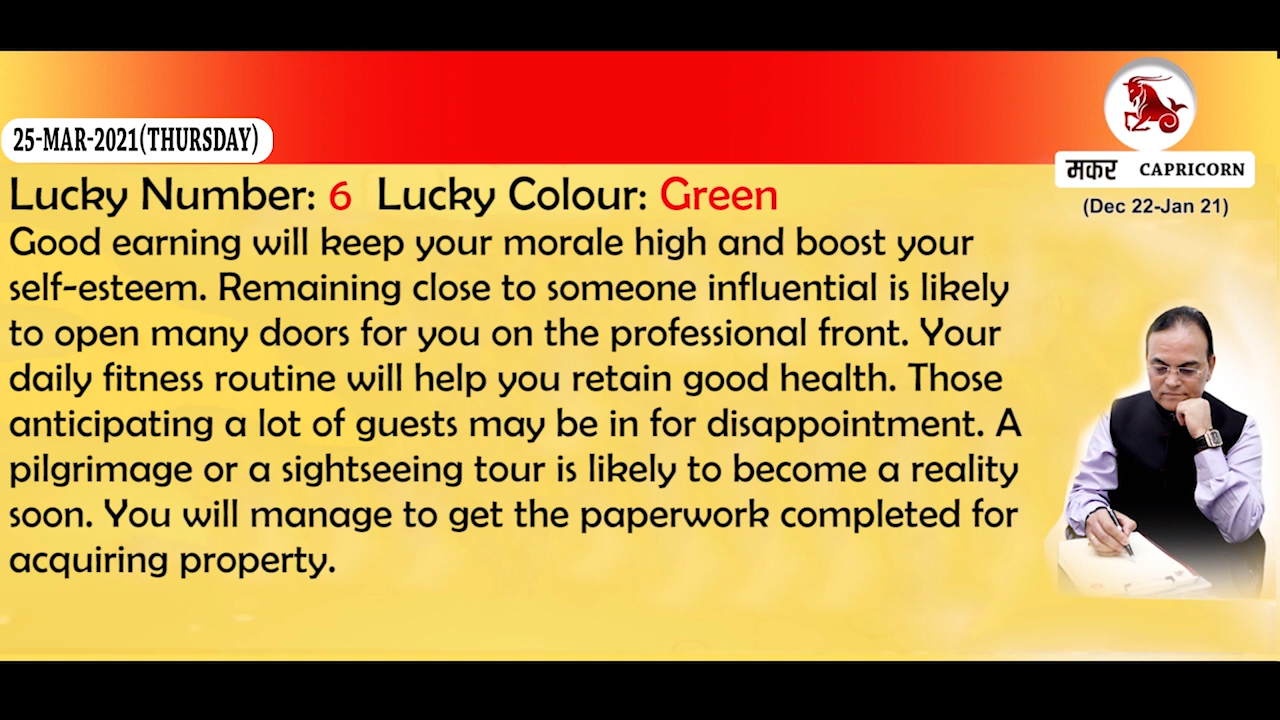 25-MAR-2021(THURSDAY)
मकर CAPRICORN
(Dec 22-Jan 21)
Lucky Number: 6 Lucky Colour: Green
Good earning will keep your morale high and boost your
self-esteem. Remaining close to someone influential is likely
to open many doors for you on the professional front. Your
daily fitness routine will help you retain good health. Those
anticipating a lot of guests may be in for disappointment. A
pilgrimage or a sightseeing tour is likely to become a reality
soon. You will manage to get the paperwork completed for
acquiring property.